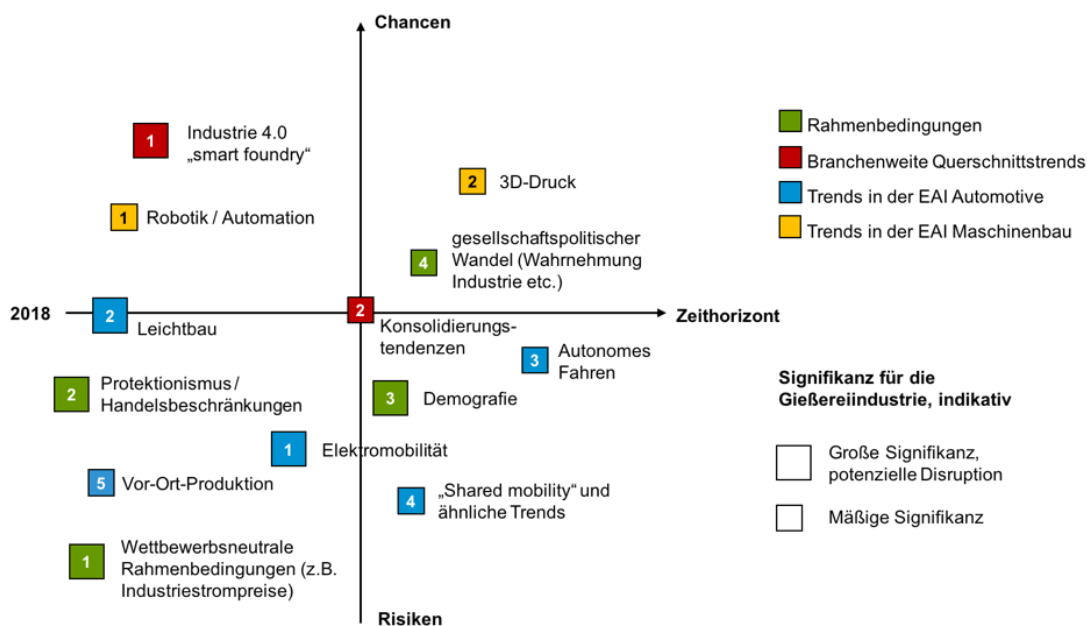 Chancen
1
Industrie 4.0
„smart foundry“
2
3D-Druck
1
Robotik / Automation
4
gesellschaftspolitischer
Wandel (Wahrnehmung
Industrie etc.)
Rahmenbedingungen
Branchenweite Querschnittstrends
Trends in der EAI Automotive
Trends in der EAI Maschinenbau
2018
2
Leichtbau
2
Konsolidierungs-
tendenzen
Zeithorizont
3
Autonomes
Fahren
2
Protektionismus /
Handelsbeschränkungen
3
Demografie
1
Elektromobilität
5
Vor-Ort-Produktion
4
„Shared mobility“ und
ähnliche Trends
1
Wettbewerbsneutrale
Rahmenbedingungen (z.B.
Industriestrompreise)
Risiken
Signifikanz für die
Gießereiindustrie, indikativ
Große Signifikanz,
potenzielle Disruption
Mäßige Signifikanz